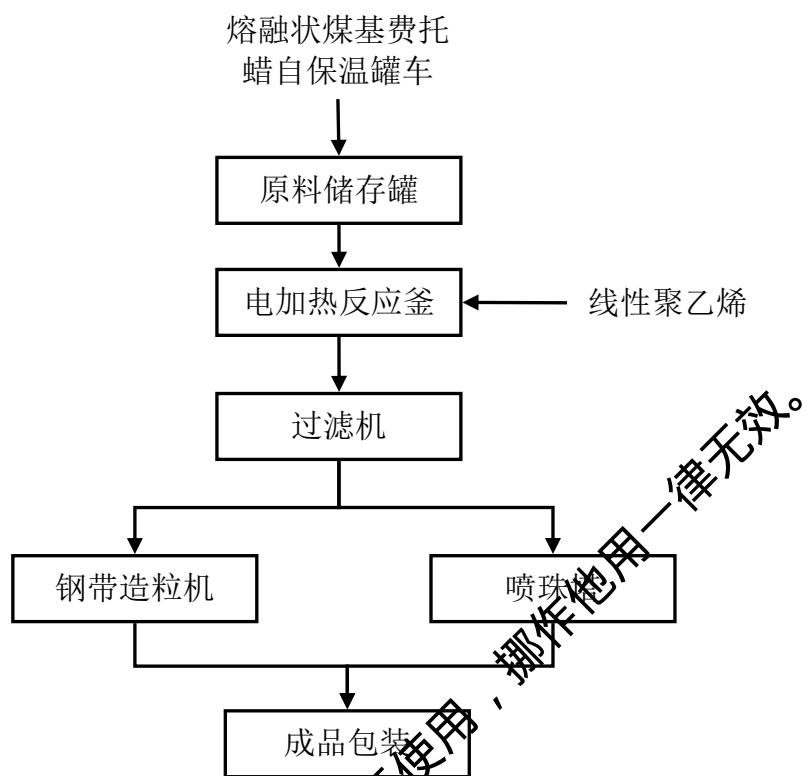 熔融状煤基费托
蜡自保温罐车
原料储存罐
电加热反应釜
线性聚乙烯
过滤机
钢带造粒机
喷珠塔
成品包装
使用，挪作他用一律无效。